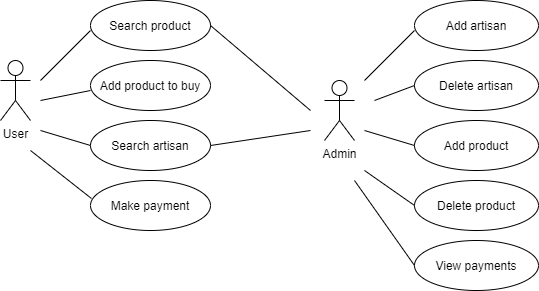 Search product
Add product to buy
Search artisan
Make payment
User
Admin
Add artisan
Delete artisan
Add product
Delete product
View payments